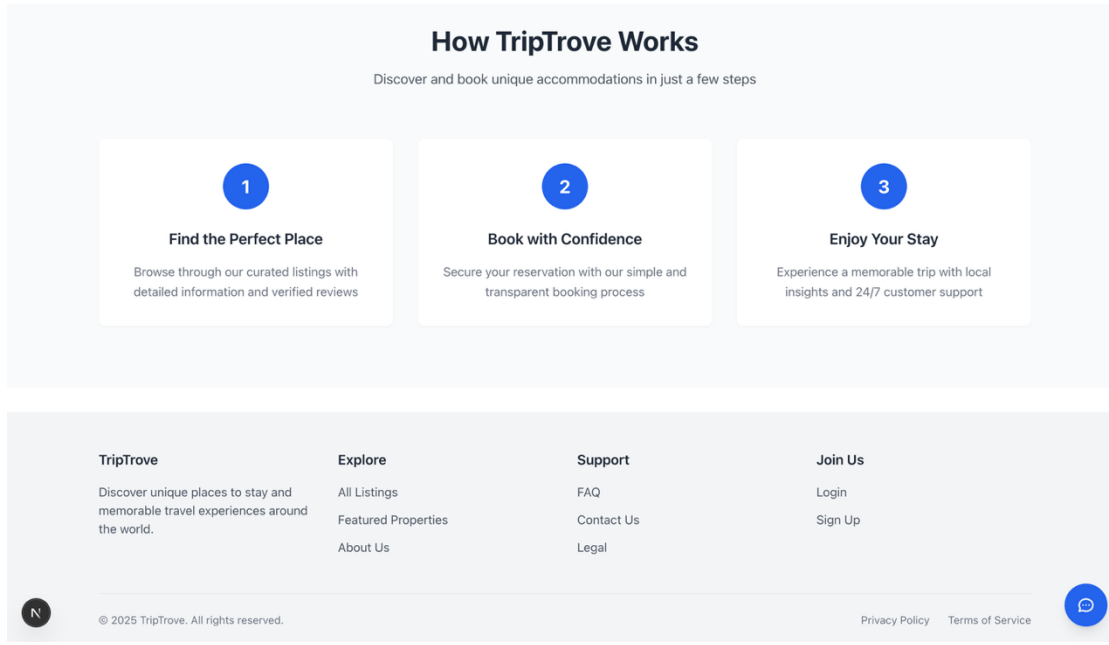 How TripTrove Works
Discover and book unique accommodations in just a few steps
1
Find the Perfect Place
Browse through our curated listings with
detailed information and verified reviews
2
Book with Confidence
Secure your reservation with our simple and
transparent booking process
3
Enjoy Your Stay
Experience a memorable trip with local
insights and 24/7 customer support
TripTrove
Discover unique places to stay and
memorable travel experiences around
the world.
Explore
All Listings
Featured Properties
About Us
Support
FAQ
Contact Us
Legal
Join Us
Login
Sign Up
N
© 2025 TripTrove. All rights reserved.
Privacy Policy
Terms of Service